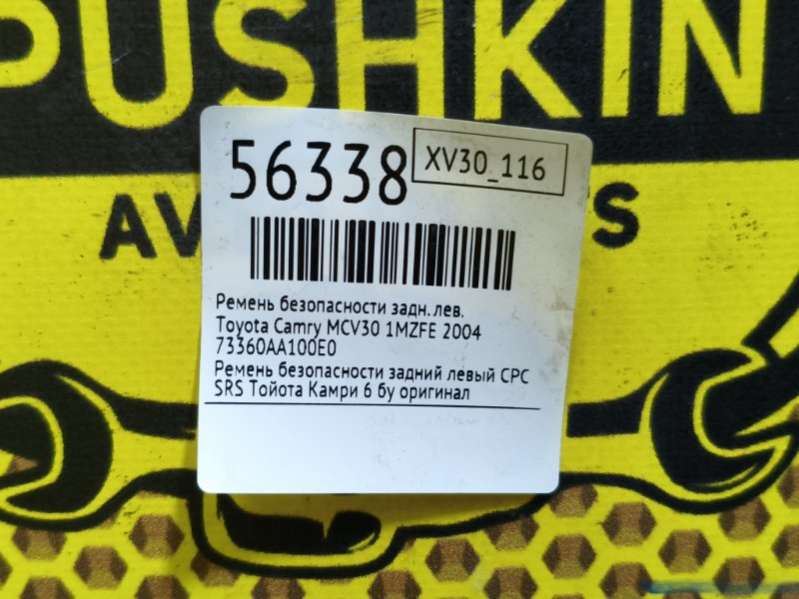 PUSHKIN
AV
S
56338
XV30_116
Ремень безопасности задн. лев.
Toyota Camry MCV30 1MZFE 2004
73360AA100E0
Ремень безопасности задний левый СРС
SRS Тойота Камри 6 бу оригинал